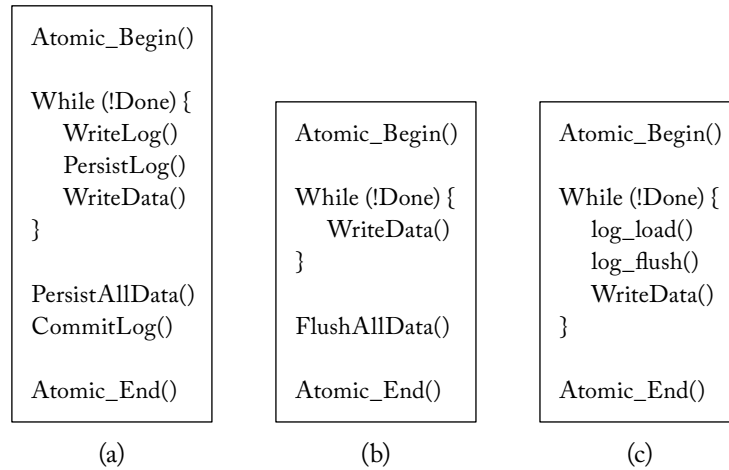 Atomic_Begin()
While (!Done) {
WriteLog()
PersistLog()
WriteData()
}
PersistAllData()
CommitLog()
Atomic_End()
(a)
Atomic_Begin()
While (!Done) {
WriteData()
}
FlushAllData()
Atomic_End()
(b)
Atomic_Begin()
While (!Done) {
log_load()
log_flush()
WriteData()
}
Atomic_End()
(c)